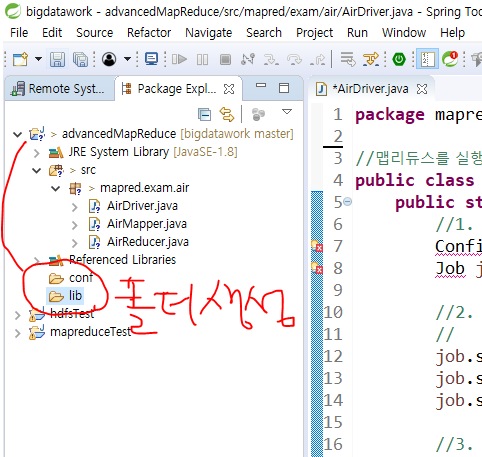 bigdatawork - advancedMapReduce/src/mapred/exam/air/AirDriver.java - Spring Too
File Edit Source Refactor Navigate Search Project Run Window Help
Remote Syst...
Package Expl...
*AirDriver.java
> advancedMapReduce [bigdatawork master]
JRE System Library [JavaSE-1.8]
> src
> mapred.exam.air
AirDriver.java
AirMapper.java
AirReducer.java
Referenced Libraries
conf
lib
hdfsTest
mapreduceTest
폴더생성
1 package mapred
2
3 //맵리듀스를 실행
4 public class
5 public st
6 //1.
7 Confi
8 Job j
9
10 //2.
11 //
12 job.s
13 job.s
14 job.s
15
16 //3.